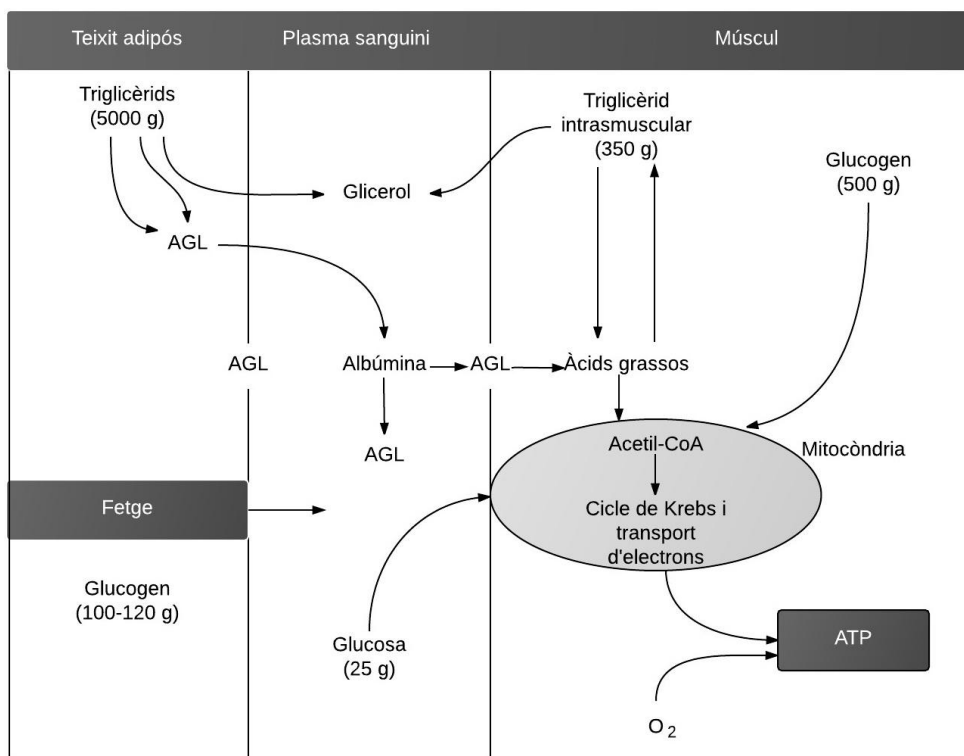 Teixit adipós
Plasma sanguini
Múscul
Triglicèrids
(5000 g)
Triglicèrid
intrasmuscular
(350 g)
Glucogen
(500 g)
Glicerol
AGL
AGL
Albúmina
AGL
Àcids grassos
AGL
Acetil-CoA
Mitocòndria
Cicle de Krebs i
transport
d'electrons
Fetge
Glucogen
(100-120 g)
Glucosa
(25 g)
ATP
O 2